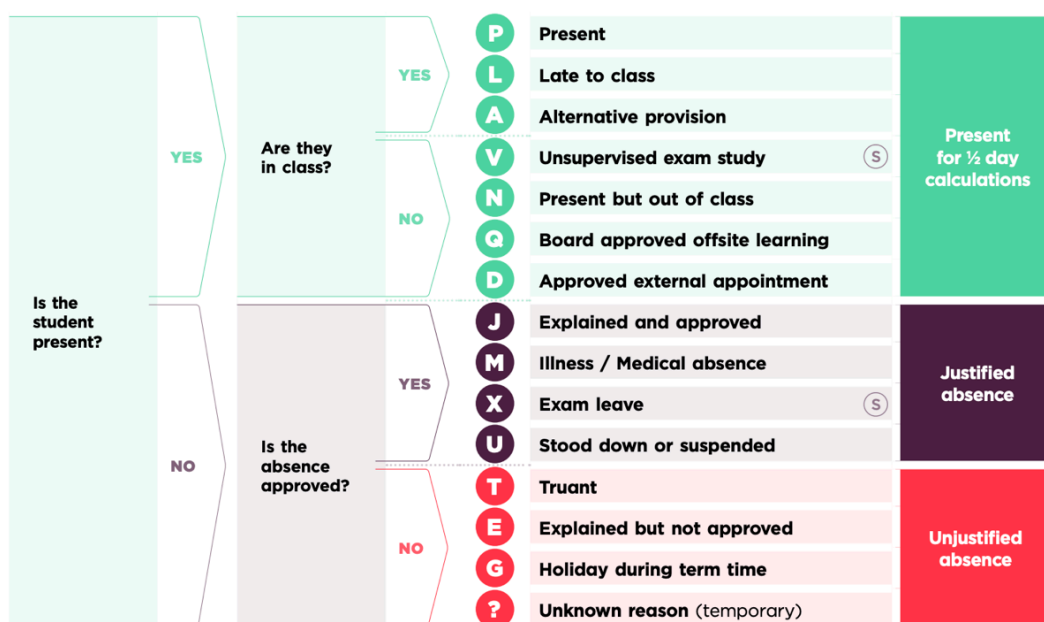 Is the
student
present?
YES
NO
Are they
in class?
YES
NO
Is the
absence
approved?
YES
NO
P Present
L Late to class
A Alternative provision
V Unsupervised exam study S
N Present but out of class
Q Board approved offsite learning
D Approved external appointment
Present
for ½ day
calculations
J Explained and approved
M Illness / Medical absence
X Exam leave S
U Stood down or suspended
Justified
absence
T Truant
E Explained but not approved
G Holiday during term time
? Unknown reason (temporary)
Unjustified
absence